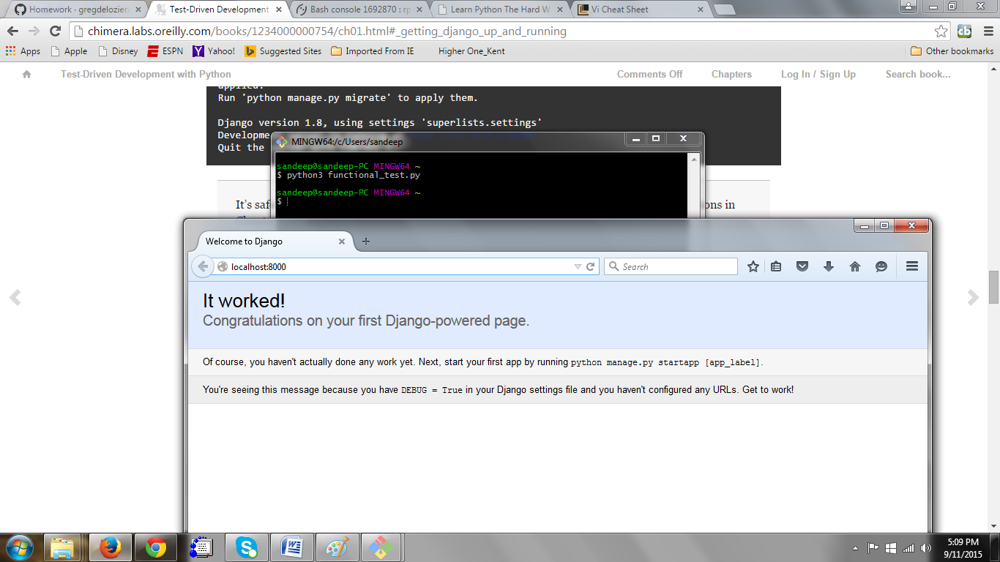 Homework · gregdelozier/
Test-Driven Development
Bash console 1692870 : rp
Learn Python The Hard W
Vi Cheat Sheet
chimera.labs.oreilly.com/books/1234000000754/ch01.html#_getting_django_up_and_running
cb
Apps Apple Disney ESPN Yahoo! Suggested Sites Imported From IE Higher One_Kent Other bookmarks
Test-Driven Development with Python Comments Off Chapters Log In / Sign Up Search book...
applied.
Run 'python manage.py migrate' to apply them.
Django version 1.8, using settings 'superlists.settings'
Developme
Quit the
MINGW64:/c/Users/sandeep
sandeep@sandeep-PC MINGW64 ~
$ python3 functional_test.py
sandeep@sandeep-PC MINGW64 ~
$
It's saf
ons in
Welcome to Django
localhost:8000
Search
It worked!
Congratulations on your first Django-powered page.
Of course, you haven't actually done any work yet. Next, start your first app by running python manage.py startapp [app_label].
You're seeing this message because you have DEBUG = True in your Django settings file and you haven't configured any URLs. Get to work!
5:09 PM
9/11/2015